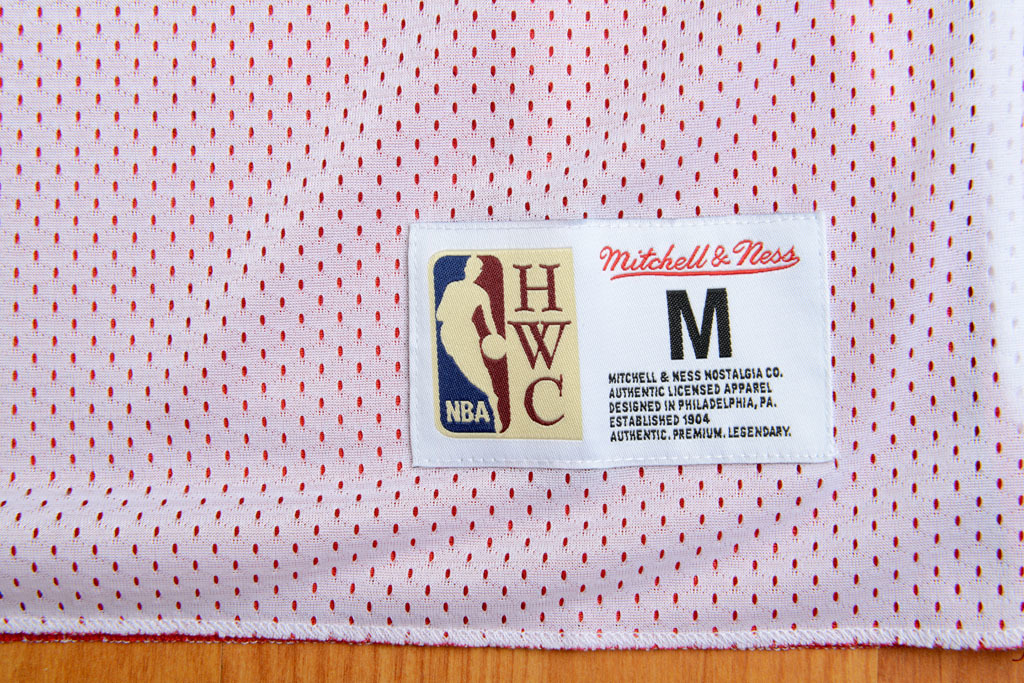 NBA
H
W
C
Mitchell & Ness
M
MITCHELL & NESS NOSTALGIA CO.
AUTHENTIC LICENSED APPAREL
DESIGNED IN PHILADELPHIA, PA.
ESTABLISHED 1904
AUTHENTIC. PREMIUM. LEGENDARY.